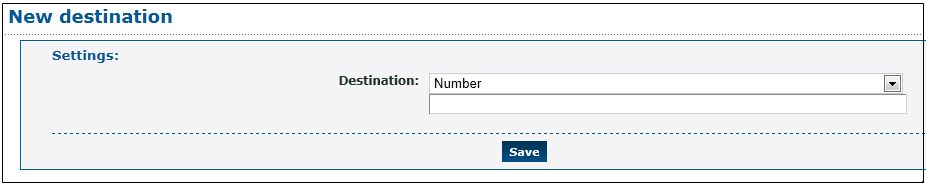 New destination
Settings:
Destination: Number
Save